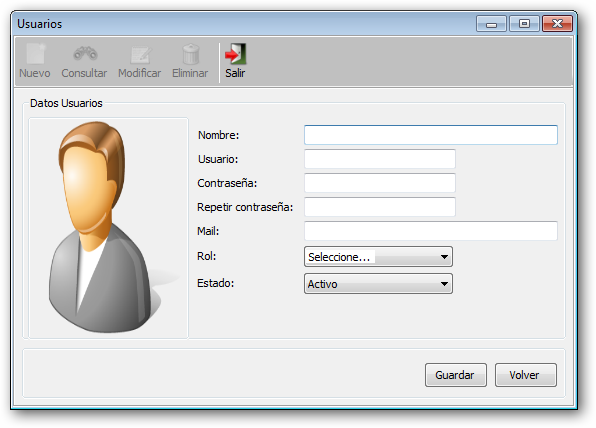 Usuarios
Nuevo Consultar Modificar Eliminar Salir
Datos Usuarios
Nombre:
Usuario:
Contraseña:
Repetir contraseña:
Mail:
Rol: Seleccione...
Estado: Activo
Guardar Volver